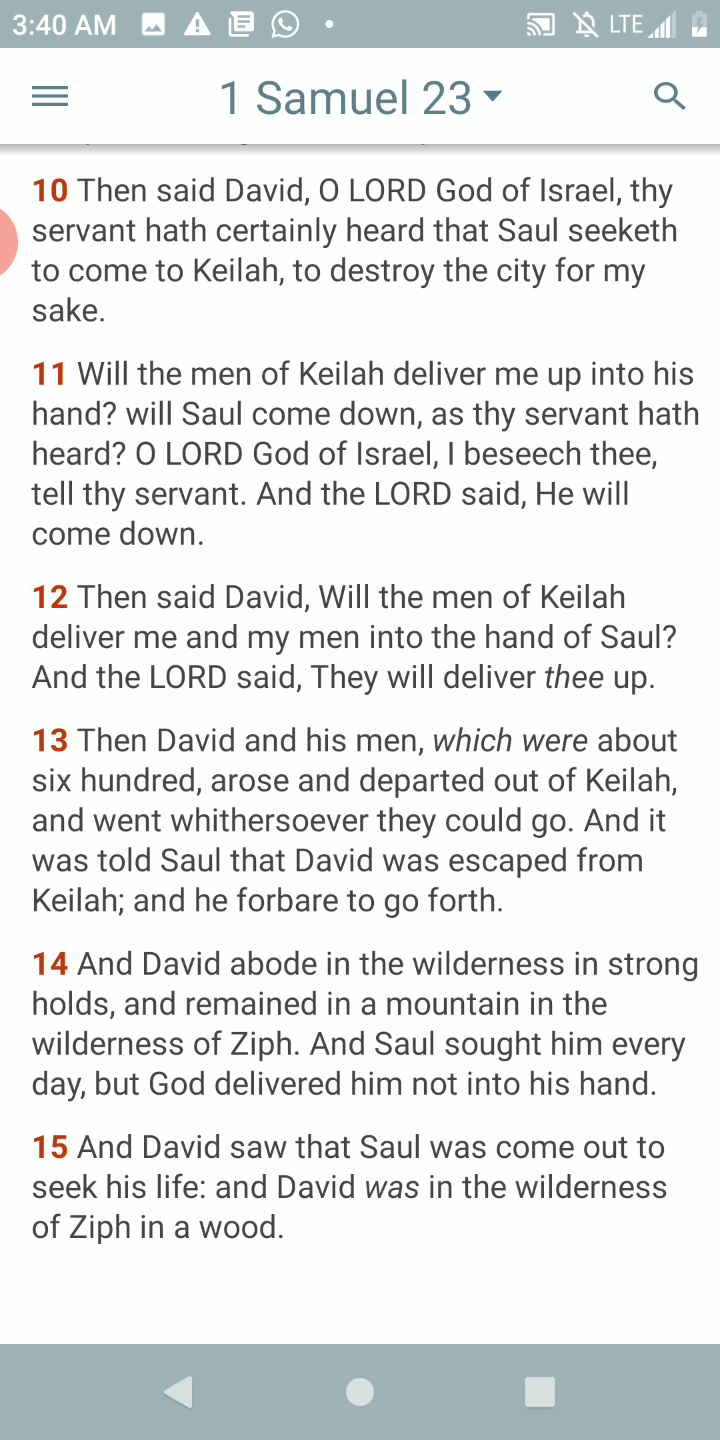 3:40 AM
LTE
1 Samuel 23
10 Then said David, O LORD God of Israel, thy
servant hath certainly heard that Saul seeketh
to come to Keilah, to destroy the city for my
sake.
11 Will the men of Keilah deliver me up into his
hand? will Saul come down, as thy servant hath
heard? O LORD God of Israel, I beseech thee,
tell thy servant. And the LORD said, He will
come down.
12 Then said David, Will the men of Keilah
deliver me and my men into the hand of Saul?
And the LORD said, They will deliver thee up.
13 Then David and his men, which were about
six hundred, arose and departed out of Keilah,
and went whithersoever they could go. And it
was told Saul that David was escaped from
Keilah; and he forbare to go forth.
14 And David abode in the wilderness in strong
holds, and remained in a mountain in the
wilderness of Ziph. And Saul sought him every
day, but God delivered him not into his hand.
15 And David saw that Saul was come out to
seek his life: and David was in the wilderness
of Ziph in a wood.